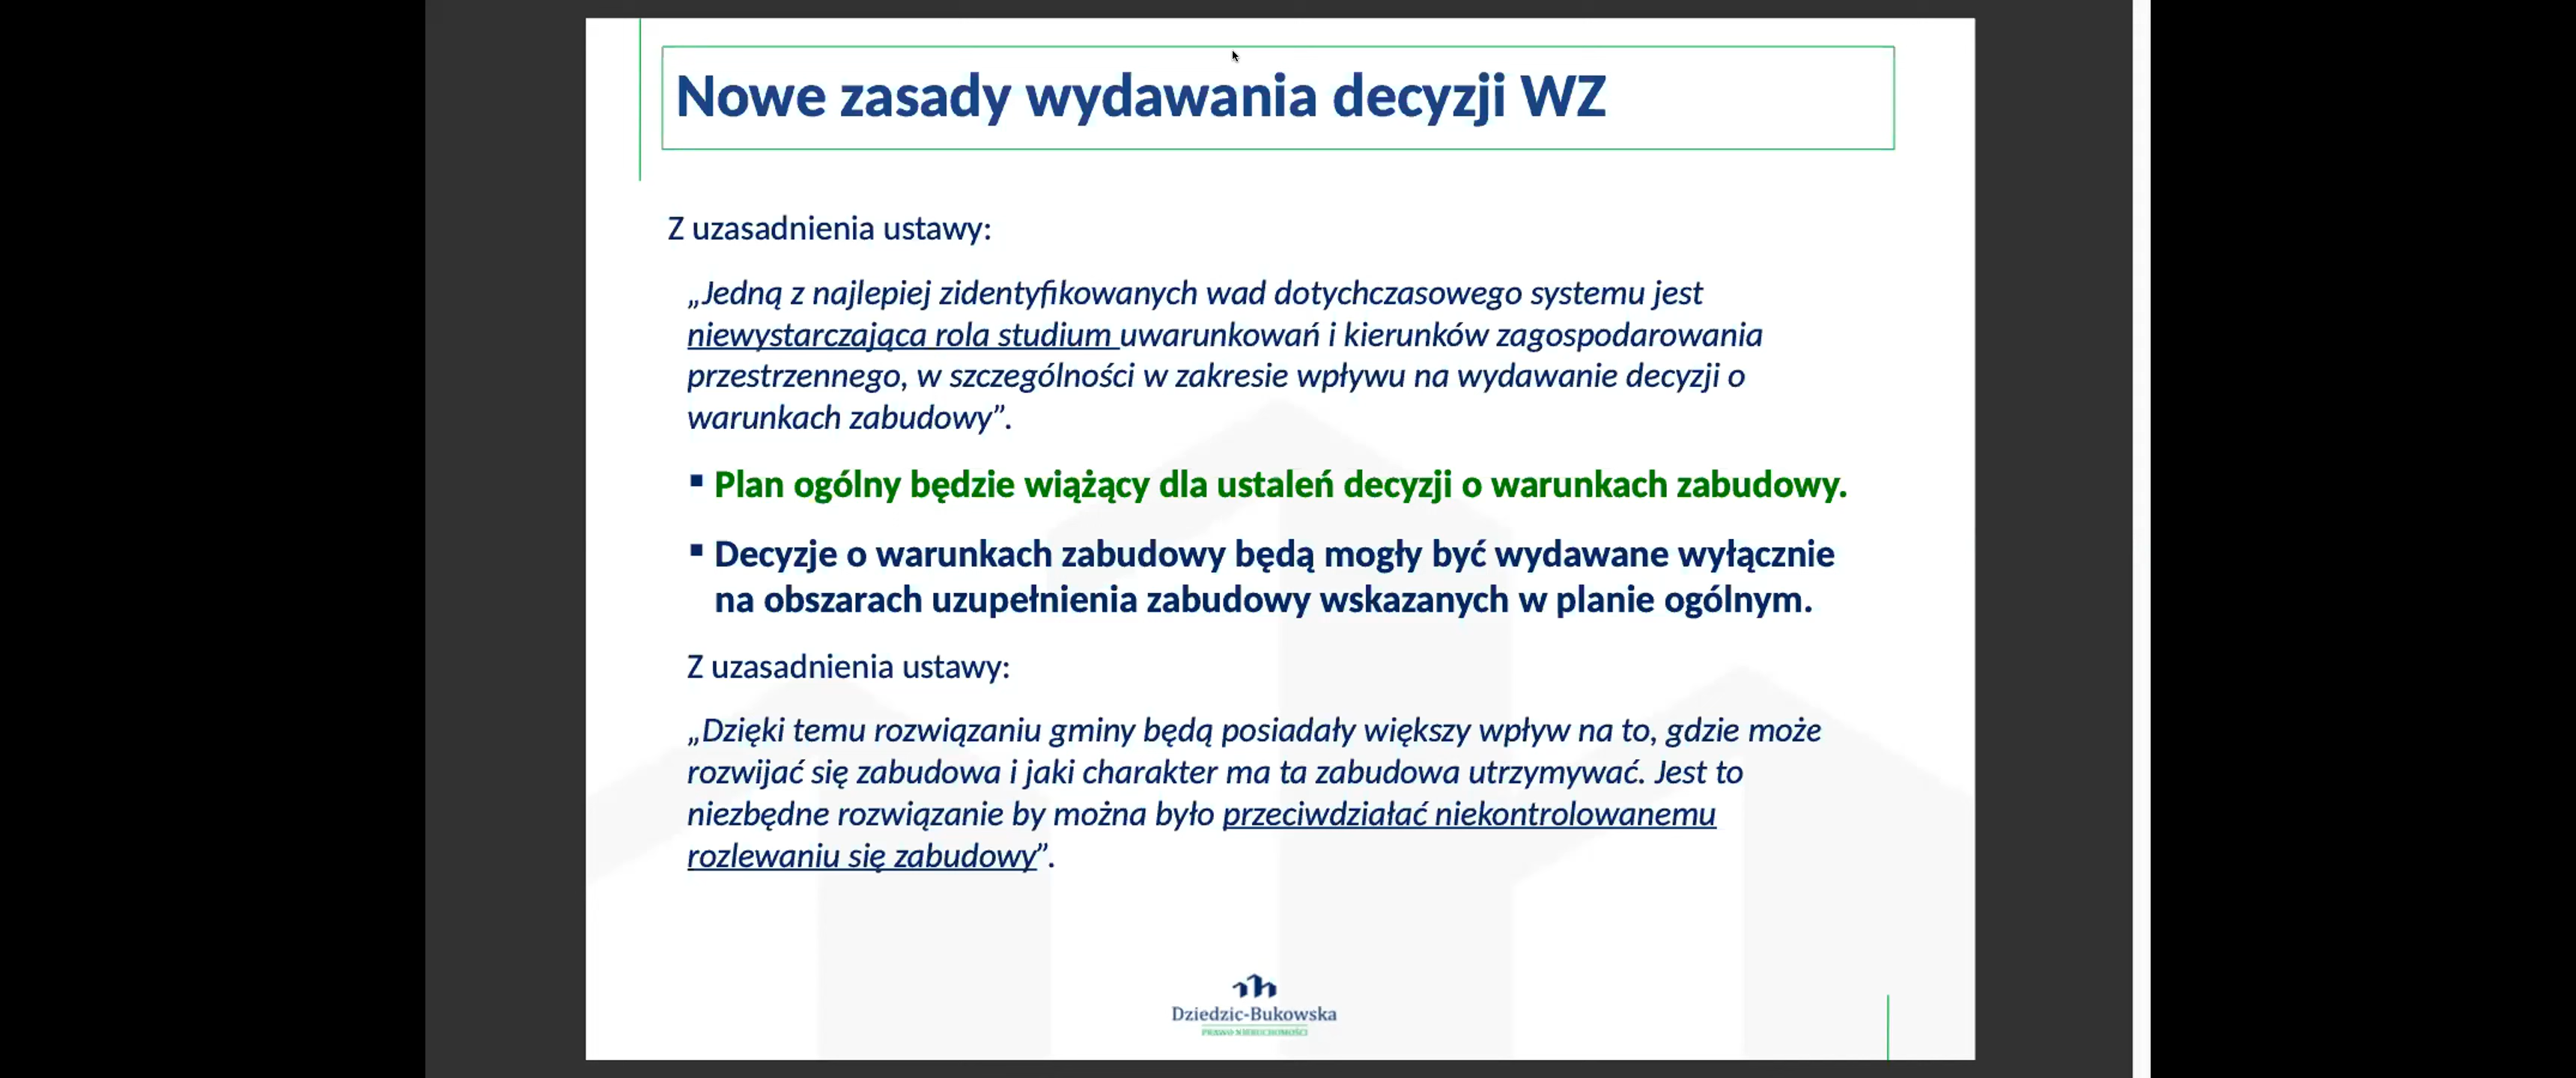 Nowe zasady wydawania decyzji WZ
Z uzasadnienia ustawy:
„Jedną z najlepiej zidentyfikowanych wad dotychczasowego systemu jest
niewystarczająca rola studium uwarunkowań i kierunków zagospodarowania
przestrzennego, w szczególności w zakresie wpływu na wydawanie decyzji o
warunkach zabudowy”.
▪ Plan ogólny będzie wiążący dla ustaleń decyzji o warunkach zabudowy.
▪ Decyzje o warunkach zabudowy będą mogły być wydawane wyłącznie
na obszarach uzupełnienia zabudowy wskazanych w planie ogólnym.
Z uzasadnienia ustawy:
„Dzięki temu rozwiązaniu gminy będą posiadały większy wpływ na to, gdzie może
rozwijać się zabudowa i jaki charakter ma ta zabudowa utrzymywać. Jest to
niezbędne rozwiązanie by można było przeciwdziałać niekontrolowanemu
rozlewaniu się zabudowy”.
Dziedzic-Bukowska
PRAWO NIERUCHOMOŚCI